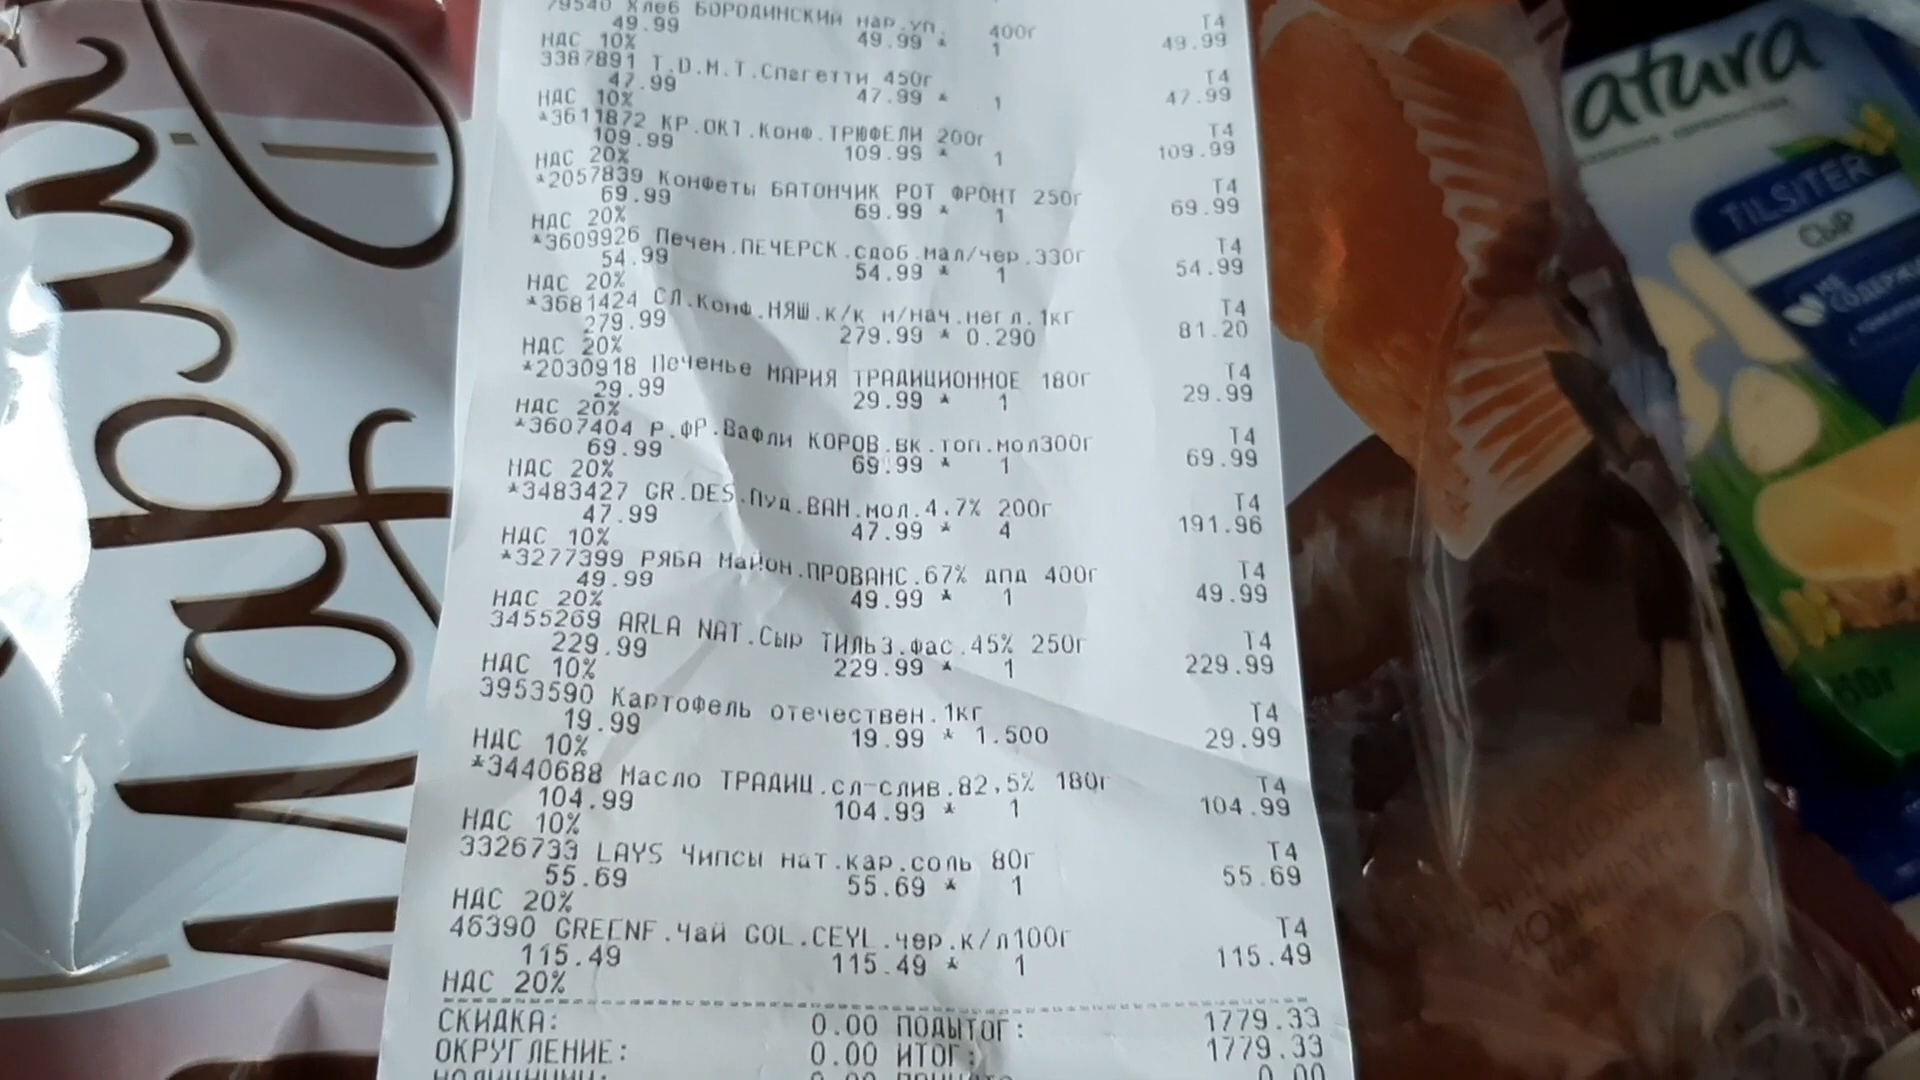 79540 Хлеб БОРОДИНСКИЙ нар.уп. 400г Т4
49.99 49.99 * 1 49.99
НДС 10%
3387891 T.D.M.T.Спагетти 450г Т4
47.99 47.99 * 1 47.99
НДС 10%
*3611872 КР.ОКТ.Конф.ТРЮФЕЛИ 200г Т4
109.99 109.99 * 1 109.99
НДС 20%
*2057839 Конфеты БАТОНЧИК РОТ ФРОНТ 250г Т4
69.99 69.99 * 1 69.99
НДС 20%
*3609926 Печен.ПЕЧЕРСК.сдоб.мал/чер.330г Т4
54.99 54.99 * 1 54.99
НДС 20%
*3681424 СЛ.Конф.НЯШ.к/к н/нач.негл.1кг Т4
279.99 279.99 * 0.290 81.20
НДС 20%
*2030918 Печенье МАРИЯ ТРАДИЦИОННОЕ 180г Т4
29.99 29.99 * 1 29.99
НДС 20%
*3607404 Р.ФР.Вафли КОРОВ.вк.топ.мол300г Т4
69.99 69.99 * 1 69.99
НДС 20%
*3483427 GR.DES.Пуд.ВАН.мол.4.7% 200г Т4
47.99 47.99 * 4 191.96
НДС 10%
*3277399 РЯБА Майон.ПРОВАНС.67% дпд 400г Т4
49.99 49.99 * 1 49.99
НДС 20%
3455269 ARLA NAT.Сыр ТИЛЬЗ.фас.45% 250г Т4
229.99 229.99 * 1 229.99
НДС 10%
3953590 Картофель отечествен.1кг Т4
19.99 19.99 * 1.500 29.99
НДС 10%
*3440688 Масло ТРАДИЦ.сл-слив.82,5% 180г Т4
104.99 104.99 * 1 104.99
НДС 10%
3326733 LAYS Чипсы нат.кар.соль 80г Т4
55.69 55.69 * 1 55.69
НДС 20%
46390 GREENF.Чай GOL.CEYL.чер.к/л100г Т4
115.49 115.49 * 1 115.49
НДС 20%
СКИДКА: 0.00 ПОДЫТОГ: 1779.33
ОКРУГЛЕНИЕ: 0.00 ИТОГ: 1779.33
0.00 0.00
atura
TILSITER
СЫР
НЕ